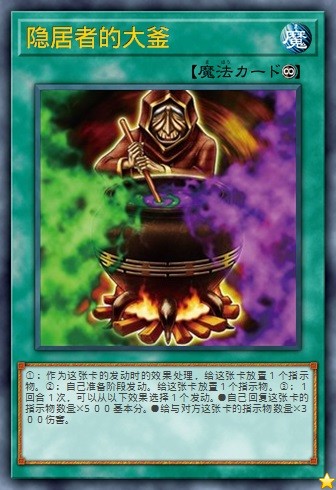 隐居者的大釜
魔
【魔法カード】
①：作为这张卡的发动时的效果处理，给这张卡放置１个指示
物。②：自己准备阶段发动。给这张卡放置１个指示物。③：１
回合１次，可以从以下效果选择１个发动。●自己回复这张卡的
指示物数量×５００基本分。●给与对方这张卡的指示物数量×３
００伤害。